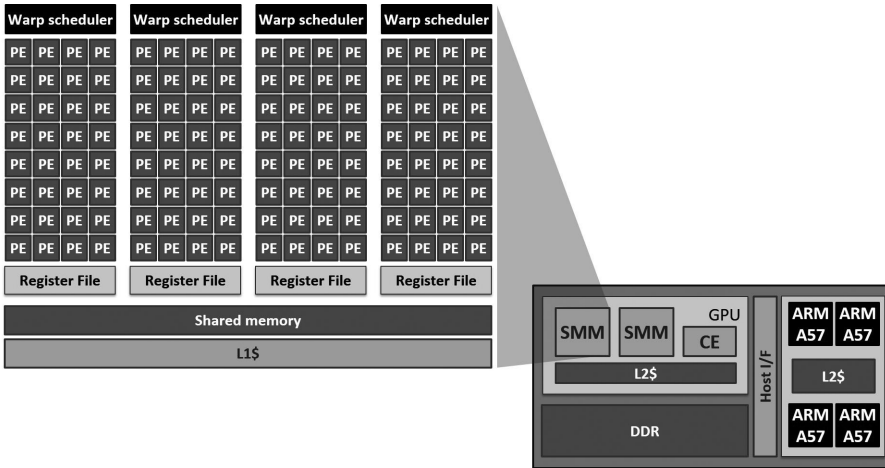 Warp scheduler Warp scheduler Warp scheduler Warp scheduler
PE PE PE PE PE PE PE PE PE PE PE PE PE PE PE PE
PE PE PE PE PE PE PE PE PE PE PE PE PE PE PE PE
PE PE PE PE PE PE PE PE PE PE PE PE PE PE PE PE
PE PE PE PE PE PE PE PE PE PE PE PE PE PE PE PE
PE PE PE PE PE PE PE PE PE PE PE PE PE PE PE PE
PE PE PE PE PE PE PE PE PE PE PE PE PE PE PE PE
PE PE PE PE PE PE PE PE PE PE PE PE PE PE PE PE
PE PE PE PE PE PE PE PE PE PE PE PE PE PE PE PE
Register File Register File Register File Register File
Shared memory
L1$
GPU
SMM SMM CE
L2$
DDR
Host I/F
ARM ARM
A57 A57
L2$
ARM ARM
A57 A57